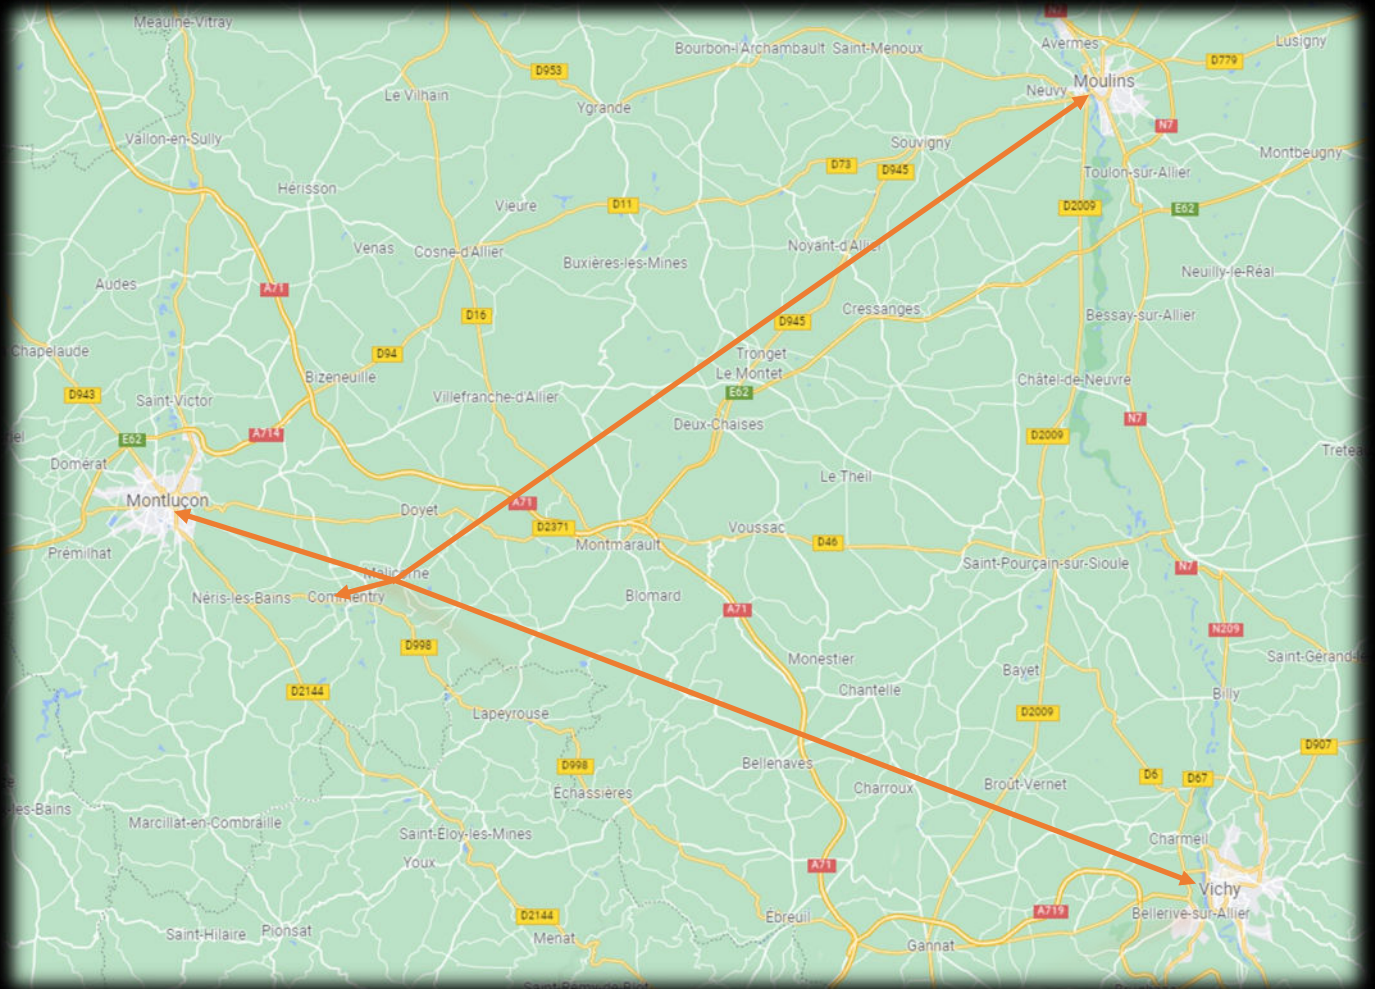 N7
Meaulne-Vitray
Avermes
Lusigny
Bourbon-l'Archambault
Saint-Menoux
D779
D953
Moulins
Le Vilhain
Neuvy
Ygrande
N7
Vallon-en-Sully
Souvigny
Montbeugny
D73
D945
Toulon-sur-Allier
Hérisson
Vieure
D11
D2009
E62
Venas
Cosne-d'Allier
Noyant-d'Allier
Buxières-les-Mines
Neuilly-le-Réal
Audes
A71
Cressanges
D16
D945
Bessay-sur-Allier
Chapelaude
D94
Tronget
Le Montet
Bizeneuille
Châtel-de-Neuvre
D943
E62
Saint-Victor
Villefranche-d'Allier
N7
Deux-Chaises
E62
A714
D2009
Domérat
Le Theil
Montluçon
A71
Doyet
D2371
Voussac
Montmarault
D46
Prémilhat
Saint-Pourçain-sur-Sioule
N7
Malicorne
Néris-les-Bains
Commentry
Blomard
A71
N209
D998
Monestier
Saint-Gérand-le
Bayet
D2144
Chantelle
Billy
Lapeyrouse
D2009
D907
Bellenaves
D998
D6
D67
Échassières
Charroux
Broût-Vernet
les-Bains
Marcillat-en-Combraille
Saint-Éloy-les-Mines
Charmeil
Youx
A71
Vichy
D2144
Ébreuil
A719
Bellerive-sur-Allier
Saint-Hilaire
Pionsat
Menat
Gannat